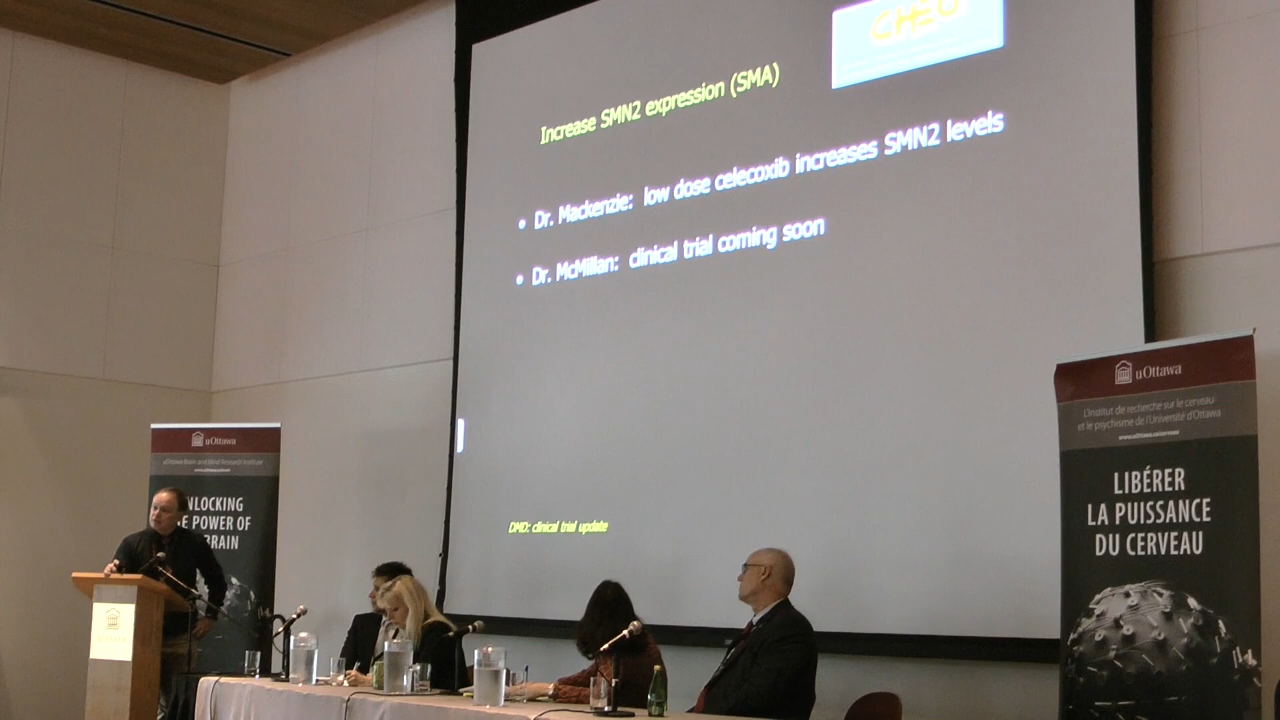 CHEO
Increase SMN2 expression (SMA)
• Dr. Mackenzie: low dose celecoxib increases SMN2 levels
• Dr. McMillan: clinical trial coming soon
DMD: clinical trial update
uOttawa
uOttawa Brain and Mind Research Institute
NLOCKING
E POWER OF
BRAIN
uOttawa
L'Institut de recherche sur le cerveau
et le psychisme de l'Université d'Ottawa
LIBÉRER
LA PUISSANCE
DU CERVEAU